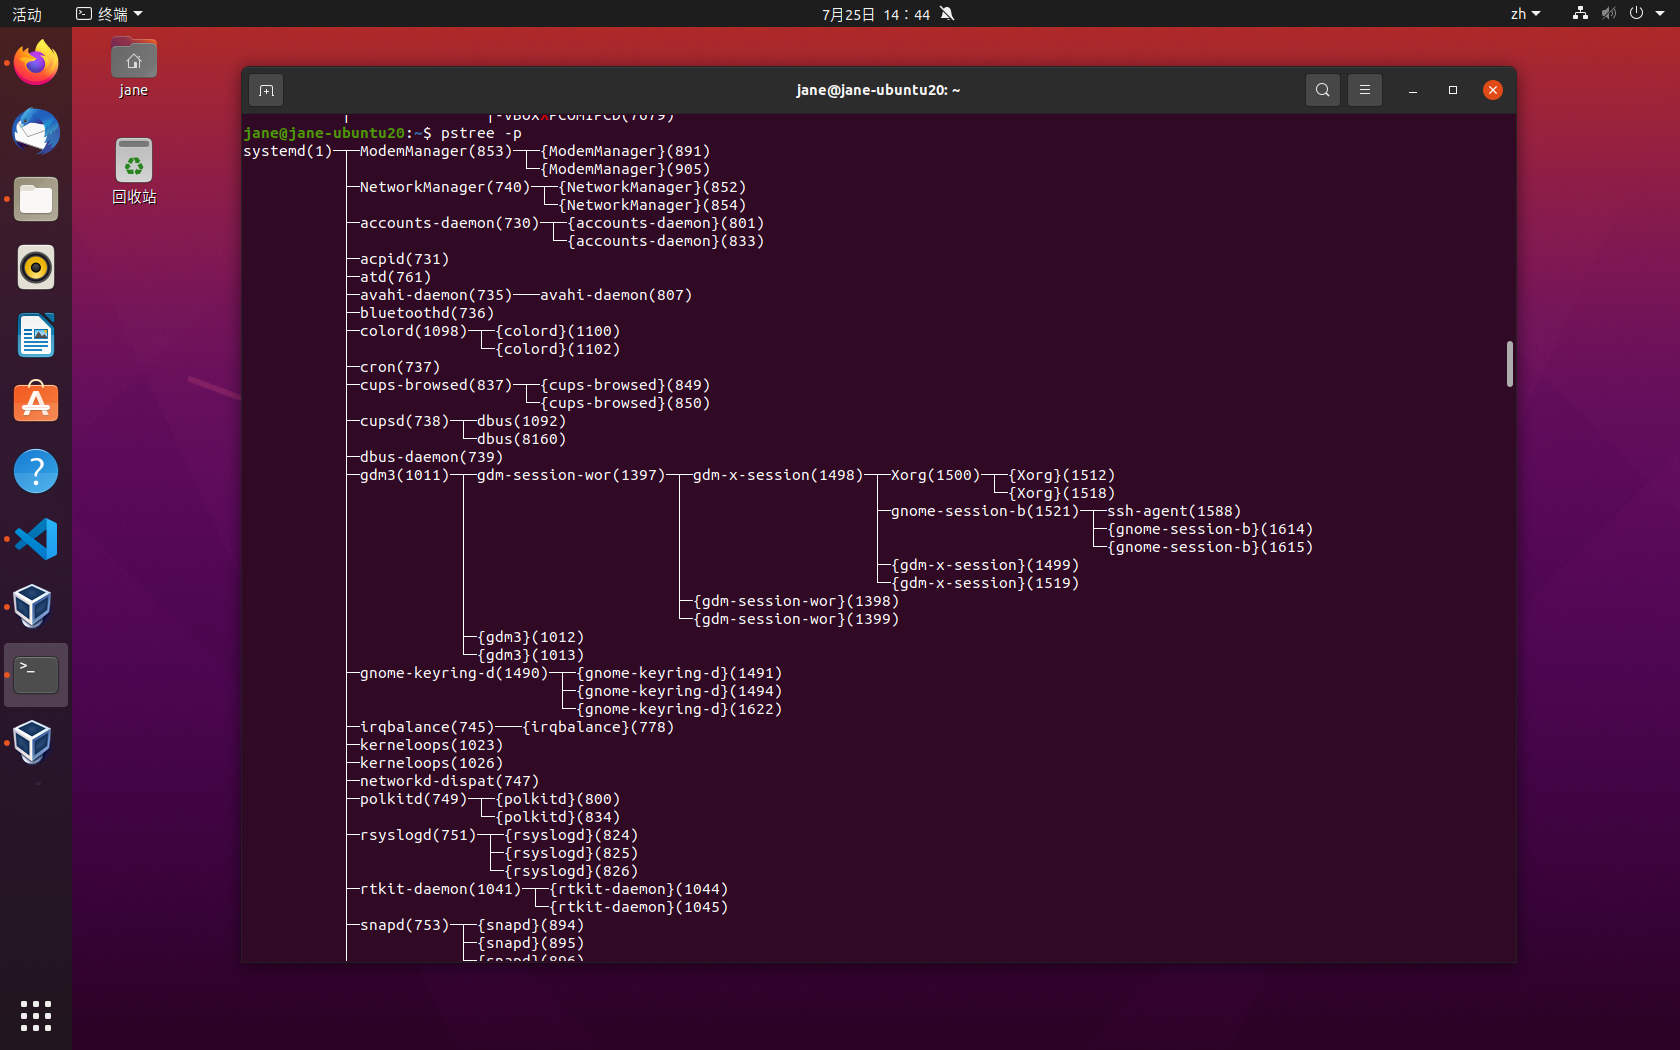 活动 终端 7月25日 14：44 zh
jane
回收站
jane@jane-ubuntu20: ~
jane@jane-ubuntu20:~$ pstree -p
systemd(1)─┬─ModemManager(853)─┬─{ModemManager}(891)
└─{ModemManager}(905)
├─NetworkManager(740)─┬─{NetworkManager}(852)
└─{NetworkManager}(854)
├─accounts-daemon(730)─┬─{accounts-daemon}(801)
└─{accounts-daemon}(833)
├─acpid(731)
├─atd(761)
├─avahi-daemon(735)───avahi-daemon(807)
├─bluetoothd(736)
├─colord(1098)─┬─{colord}(1100)
└─{colord}(1102)
├─cron(737)
├─cups-browsed(837)─┬─{cups-browsed}(849)
└─{cups-browsed}(850)
├─cupsd(738)─┬─dbus(1092)
└─dbus(8160)
├─dbus-daemon(739)
├─gdm3(1011)─┬─gdm-session-wor(1397)─┬─gdm-x-session(1498)─┬─Xorg(1500)─┬─{Xorg}(1512)
└─{Xorg}(1518)
├─gnome-session-b(1521)─┬─ssh-agent(1588)
├─{gnome-session-b}(1614)
└─{gnome-session-b}(1615)
├─{gdm-x-session}(1499)
└─{gdm-x-session}(1519)
├─{gdm-session-wor}(1398)
└─{gdm-session-wor}(1399)
├─{gdm3}(1012)
└─{gdm3}(1013)
├─gnome-keyring-d(1490)─┬─{gnome-keyring-d}(1491)
├─{gnome-keyring-d}(1494)
└─{gnome-keyring-d}(1622)
├─irqbalance(745)───{irqbalance}(778)
├─kerneloops(1023)
├─kerneloops(1026)
├─networkd-dispat(747)
├─polkitd(749)─┬─{polkitd}(800)
└─{polkitd}(834)
├─rsyslogd(751)─┬─{rsyslogd}(824)
├─{rsyslogd}(825)
└─{rsyslogd}(826)
├─rtkit-daemon(1041)─┬─{rtkit-daemon}(1044)
└─{rtkit-daemon}(1045)
├─snapd(753)─┬─{snapd}(894)
├─{snapd}(895)
├─{snapd}(896)